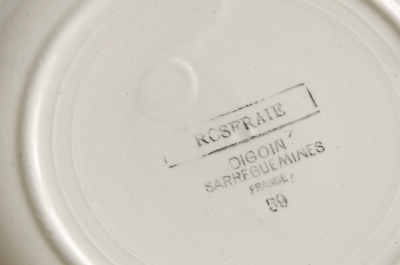 ROSERAIE
DIGOIN
SARREGUEMINES
FRANCE
59